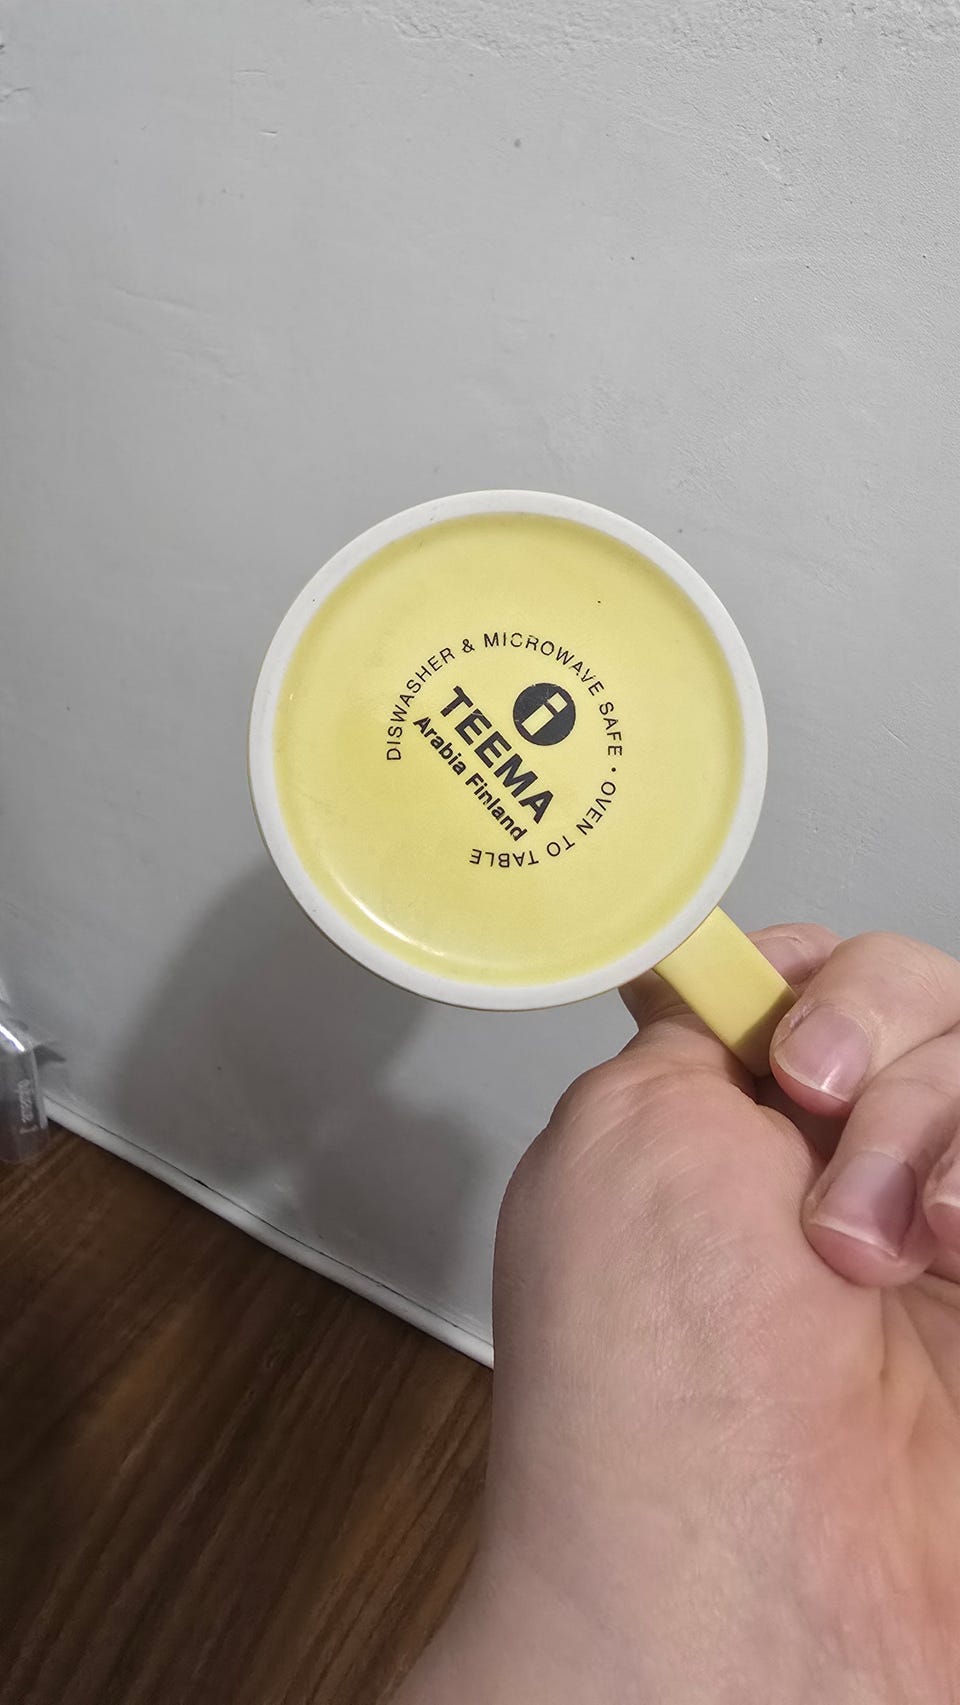 DISWASHER & MICROWAVE SAFE · OVEN TO TABLE
i
TEEMA
Arabia Finland